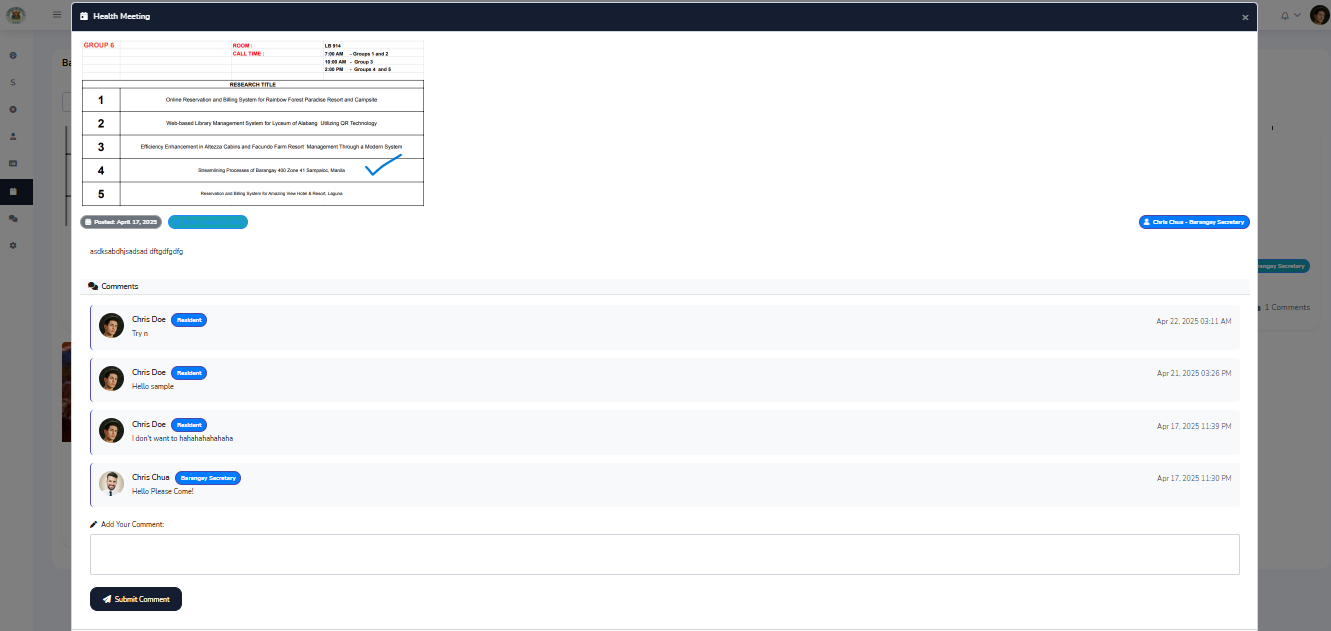 Health Meeting
×
Ba
GROUP 6
ROOM :
LB 914
CALL TIME :
7:00 AM - Groups 1 and 2
10:00 AM - Group 3
2:00 PM - Groups 4 and 5
RESEARCH TITLE
1 Online Reservation and Billing System for Rainbow Forest Paradise Resort and Campsite
2 Web-based Library Management System for Lyceum of Alabang Utilizing QR Technology
3 Efficiency Enhancement in Altezza Cabins and Facundo Farm Resort Management Through a Modern System
4 Streamlining Processes of Barangay 400 Zone 41 Sampaloc, Manila
5 Reservation and Billing System for Amazing View Hotel & Resort, Laguna
Posted: April 17, 2025
Chris Chua - Barangay Secretary
asdksabdhjsadsad dftgdfgdfg
arangay Secretary
Comments
1 Comments
Chris Doe Resident
Apr 22, 2025 03:11 AM
Try n
Chris Doe Resident
Apr 21, 2025 03:26 PM
Hello sample
Chris Doe Resident
Apr 17, 2025 11:39 PM
I don't want to hahahahahahaha
Chris Chua Barangay Secretary
Apr 17, 2025 11:30 PM
Hello Please Come!
Add Your Comment:
Submit Comment